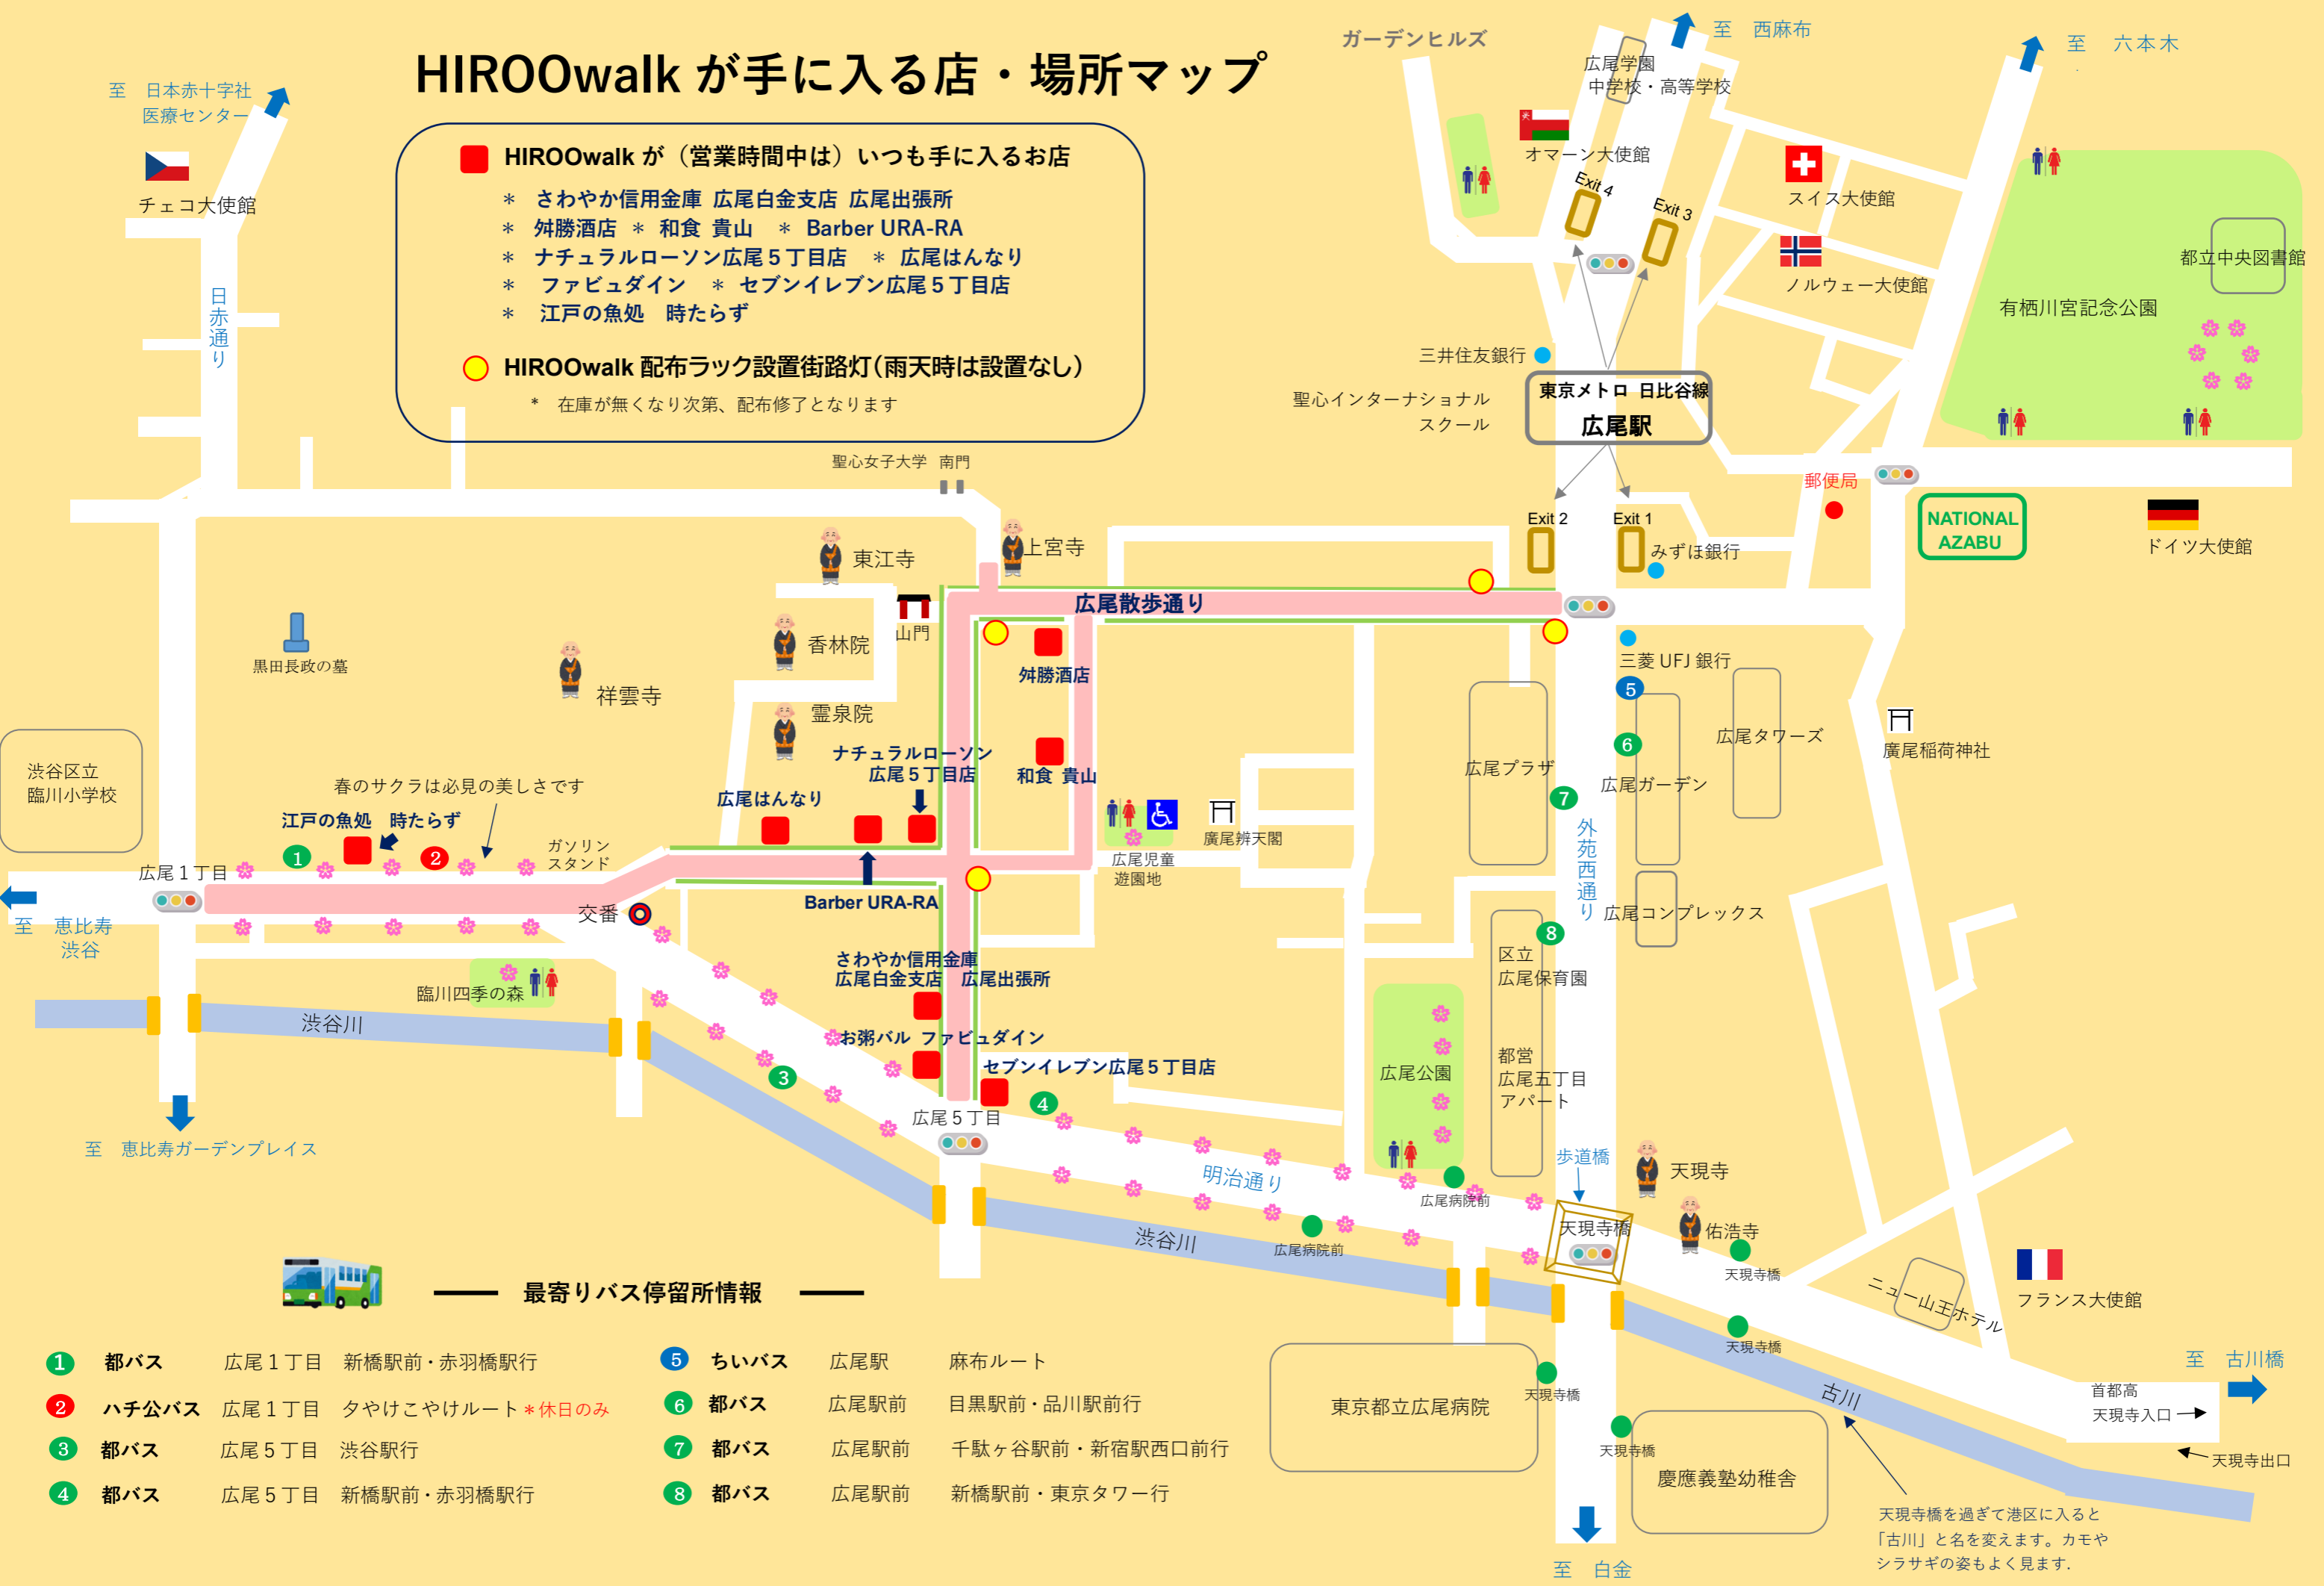 HIROOwalk が手に入る店・場所マップ
HIROOwalk が（営業時間中は）いつも手に入るお店
＊ さわやか信用金庫 広尾白金支店 広尾出張所
＊ 舛勝酒店 ＊ 和食 貴山 ＊ Barber URA-RA
＊ ナチュラルローソン広尾５丁目店 ＊ 広尾はんなり
＊ ファビュダイン ＊ セブンイレブン広尾５丁目店
＊ 江戸の魚処 時たらず
HIROOwalk 配布ラック設置街路灯（雨天時は設置なし）
* 在庫が無くなり次第、配布修了となります
至 日本赤十字社
医療センター
チェコ大使館
日赤通り
ガーデンヒルズ
広尾学園
中学校・高等学校
至 西麻布
至 六本木
オマーン大使館
Exit 4
Exit 3
スイス大使館
ノルウェー大使館
都立中央図書館
有栖川宮記念公園
三井住友銀行
聖心インターナショナル
スクール
東京メトロ 日比谷線
広尾駅
郵便局
NATIONAL
AZABU
ドイツ大使館
Exit 2
Exit 1
みずほ銀行
聖心女子大学 南門
東江寺
上宮寺
広尾散歩通り
山門
香林院
黒田長政の墓
祥雲寺
霊泉院
舛勝酒店
和食 貴山
三菱 UFJ 銀行
5
6
7
8
広尾タワーズ
広尾プラザ
広尾ガーデン
外苑西通り
広尾コンプレックス
廣尾稲荷神社
渋谷区立
臨川小学校
春のサクラは必見の美しさです
江戸の魚処 時たらず
1
2
ガソリン
スタンド
広尾はんなり
ナチュラルローソン
広尾５丁目店
Barber URA-RA
広尾児童
遊園地
廣尾辨天閣
広尾１丁目
至 恵比寿
渋谷
交番
臨川四季の森
渋谷川
至 恵比寿ガーデンプレイス
さわやか信用金庫
広尾白金支店 広尾出張所
お粥バル ファビュダイン
セブンイレブン広尾５丁目店
3
4
広尾５丁目
明治通り
渋谷川
区立
広尾保育園
都営
広尾五丁目
アパート
広尾公園
広尾病院前
広尾病院前
歩道橋
天現寺橋
天現寺
佑浩寺
天現寺橋
天現寺橋
ニュー山王ホテル
フランス大使館
至 古川橋
首都高
天現寺入口
天現寺出口
古川
東京都立広尾病院
天現寺橋
天現寺橋
慶應義塾幼稚舎
至 白金
天現寺橋を過ぎて港区に入ると
「古川」と名を変えます。カモや
シラサギの姿もよく見ます.
最寄りバス停留所情報
1 都バス 広尾１丁目 新橋駅前・赤羽橋駅行
2 ハチ公バス 広尾１丁目 夕やけこやけルート ＊休日のみ
3 都バス 広尾５丁目 渋谷駅行
4 都バス 広尾５丁目 新橋駅前・赤羽橋駅行
5 ちいバス 広尾駅 麻布ルート
6 都バス 広尾駅前 目黒駅前・品川駅前行
7 都バス 広尾駅前 千駄ヶ谷駅前・新宿駅西口前行
8 都バス 広尾駅前 新橋駅前・東京タワー行